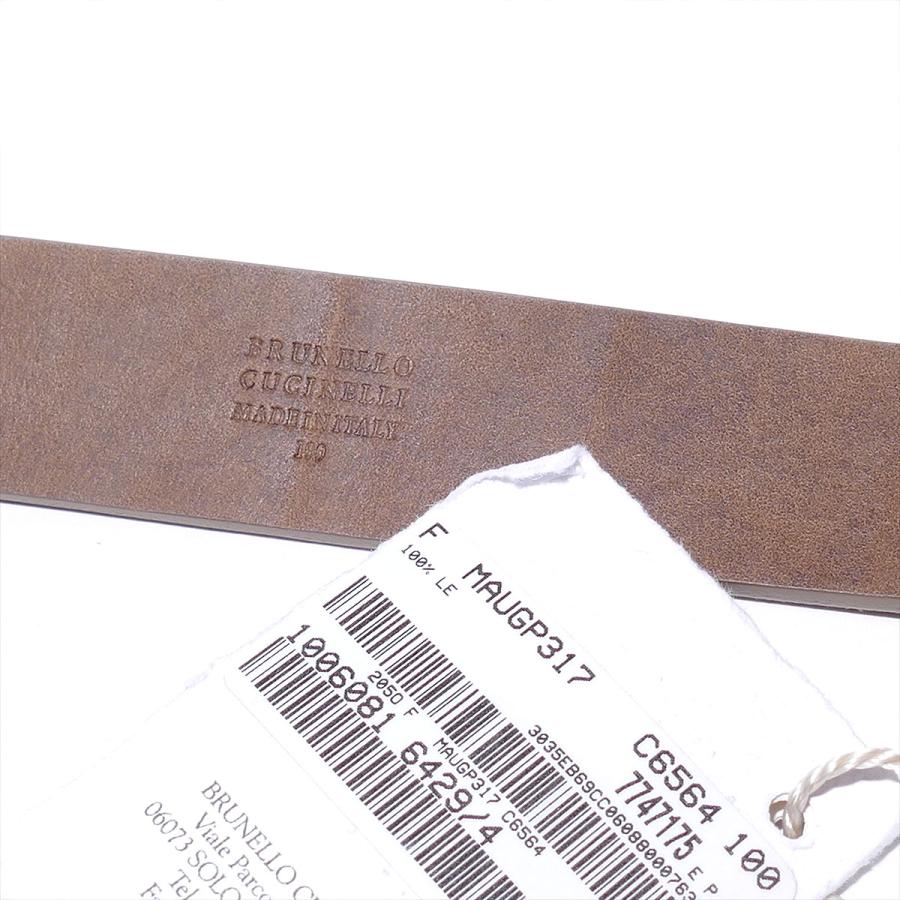 BRUNELLO
CUCINELLI
MADE IN ITALY
100
F MAUGP317 C6564 100
100% LE 7747175 E P
3035EB69CC0608800763
1006081 6429/4
2050 F MAUGP317 C6564
BRUNELLO
Viale Parco
06073 SOLO
Tel